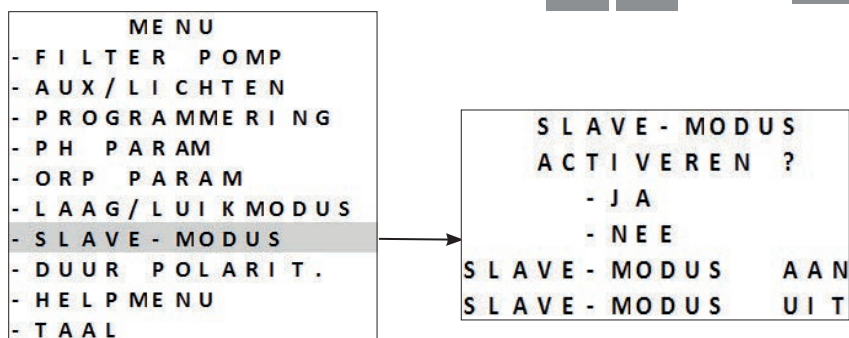 MENU
- FILTER POMP
- AUX/LICHTEN
- PROGRAMMERING
- PH PARAM
- ORP PARAM
- LAAG/LUIKMODUS
- SLAVE-MODUS
- DUUR POLARIT.
- HELPMENU
- TAAL
SLAVE-MODUS
ACTIVEREN ?
- JA
- NEE
SLAVE-MODUS AAN
SLAVE-MODUS UIT